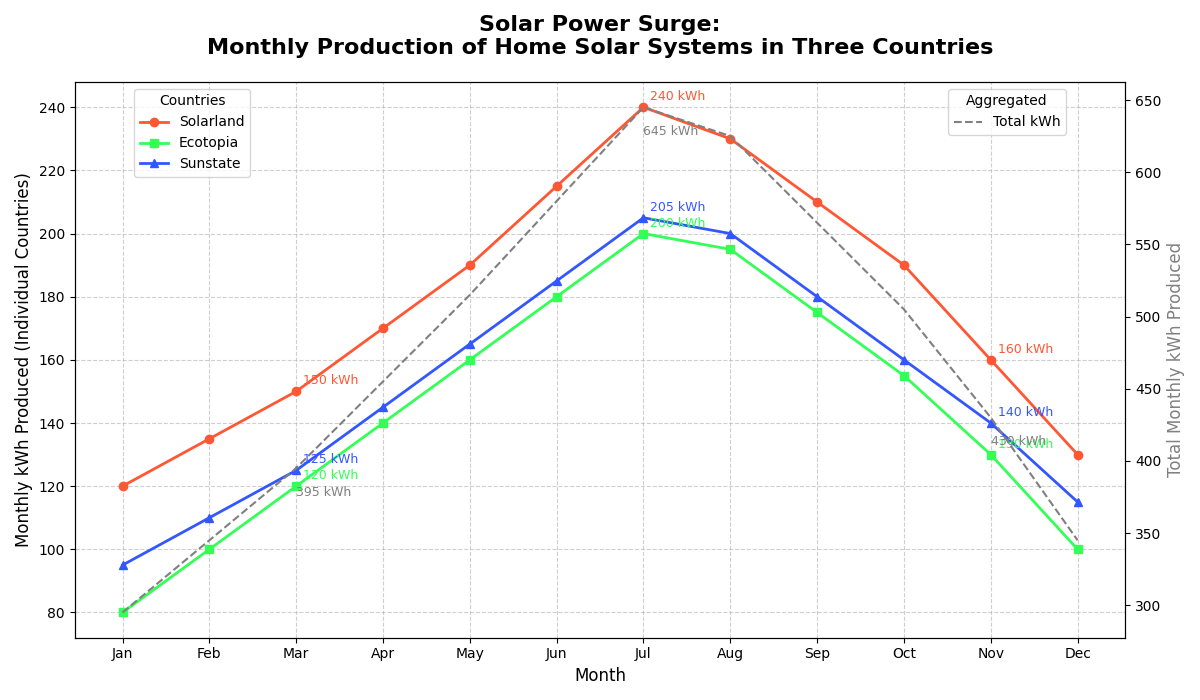 Solar Power Surge:
Monthly Production of Home Solar Systems in Three Countries
Monthly kWh Produced (Individual Countries)
240
220
200
180
160
140
120
100
80
Countries
Solarland
Ecotopia
Sunstate
Aggregated
Total kWh
240 kWh
645 kWh
205 kWh
200 kWh
150 kWh
125 kWh
120 kWh
395 kWh
160 kWh
140 kWh
430 kWh
130 kWh
650
600
550
500
450
400
350
300
Total Monthly kWh Produced
Jan
Feb
Mar
Apr
May
Jun
Jul
Aug
Sep
Oct
Nov
Dec
Month